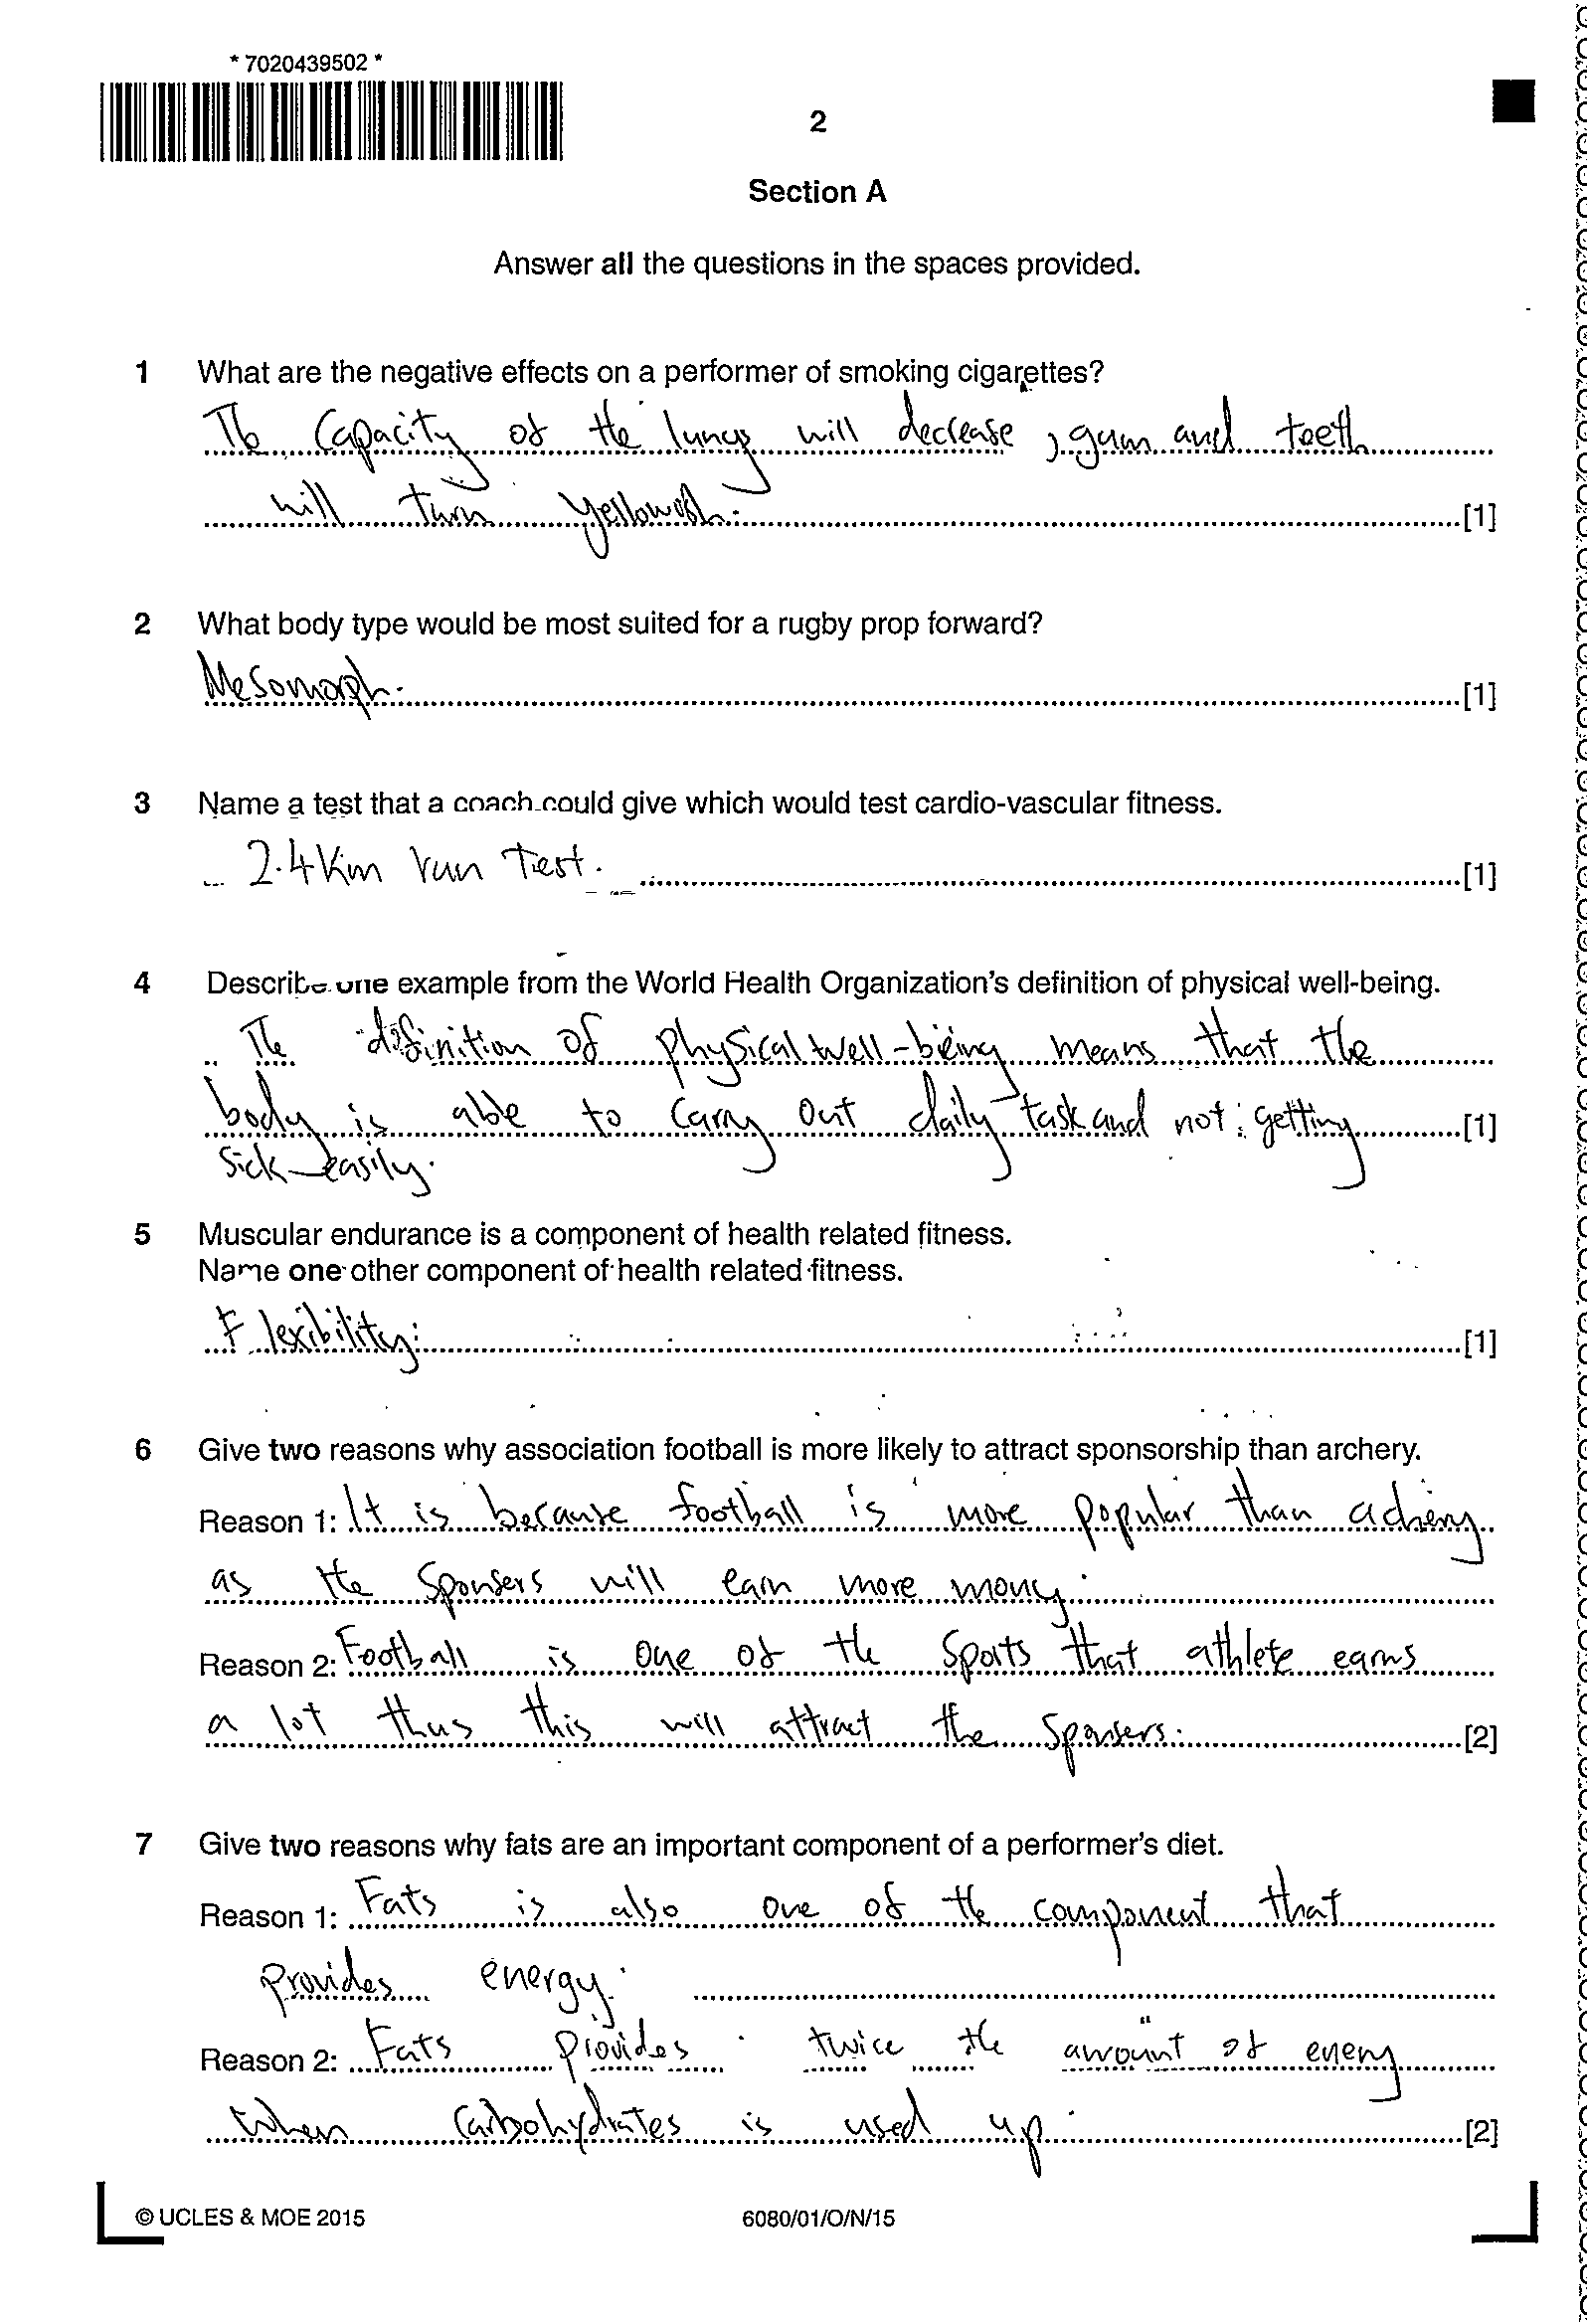 * 7020439502 *
2
Section A
Answer all the questions in the spaces provided.
1 What are the negative effects on a performer of smoking cigarettes?
The Capacity of the lungs will decrease, gum and teeth
will turn yellowish. [1]
2 What body type would be most suited for a rugby prop forward?
Mesomorph. [1]
3 Name a test that a coach could give which would test cardio-vascular fitness.
2.4Km run test. [1]
4 Describe one example from the World Health Organization's definition of physical well-being.
The definition of physical well-being means that the
body is able to carry out daily task and not getting [1]
sick easily.
5 Muscular endurance is a component of health related fitness.
Name one other component of health related fitness.
Flexibility. [1]
6 Give two reasons why association football is more likely to attract sponsorship than archery.
Reason 1: It is because football is more popular than achiery
as the sponsers will earn more money.
Reason 2: Football is one of the sports that athlete earns
a lot thus this will attract the sponsers. [2]
7 Give two reasons why fats are an important component of a performer's diet.
Reason 1: Fats is also one of the component that
provides energy.
Reason 2: Fats provides twice the amount of enery
when carbohydrates is used up. [2]
© UCLES & MOE 2015 6080/01/O/N/15